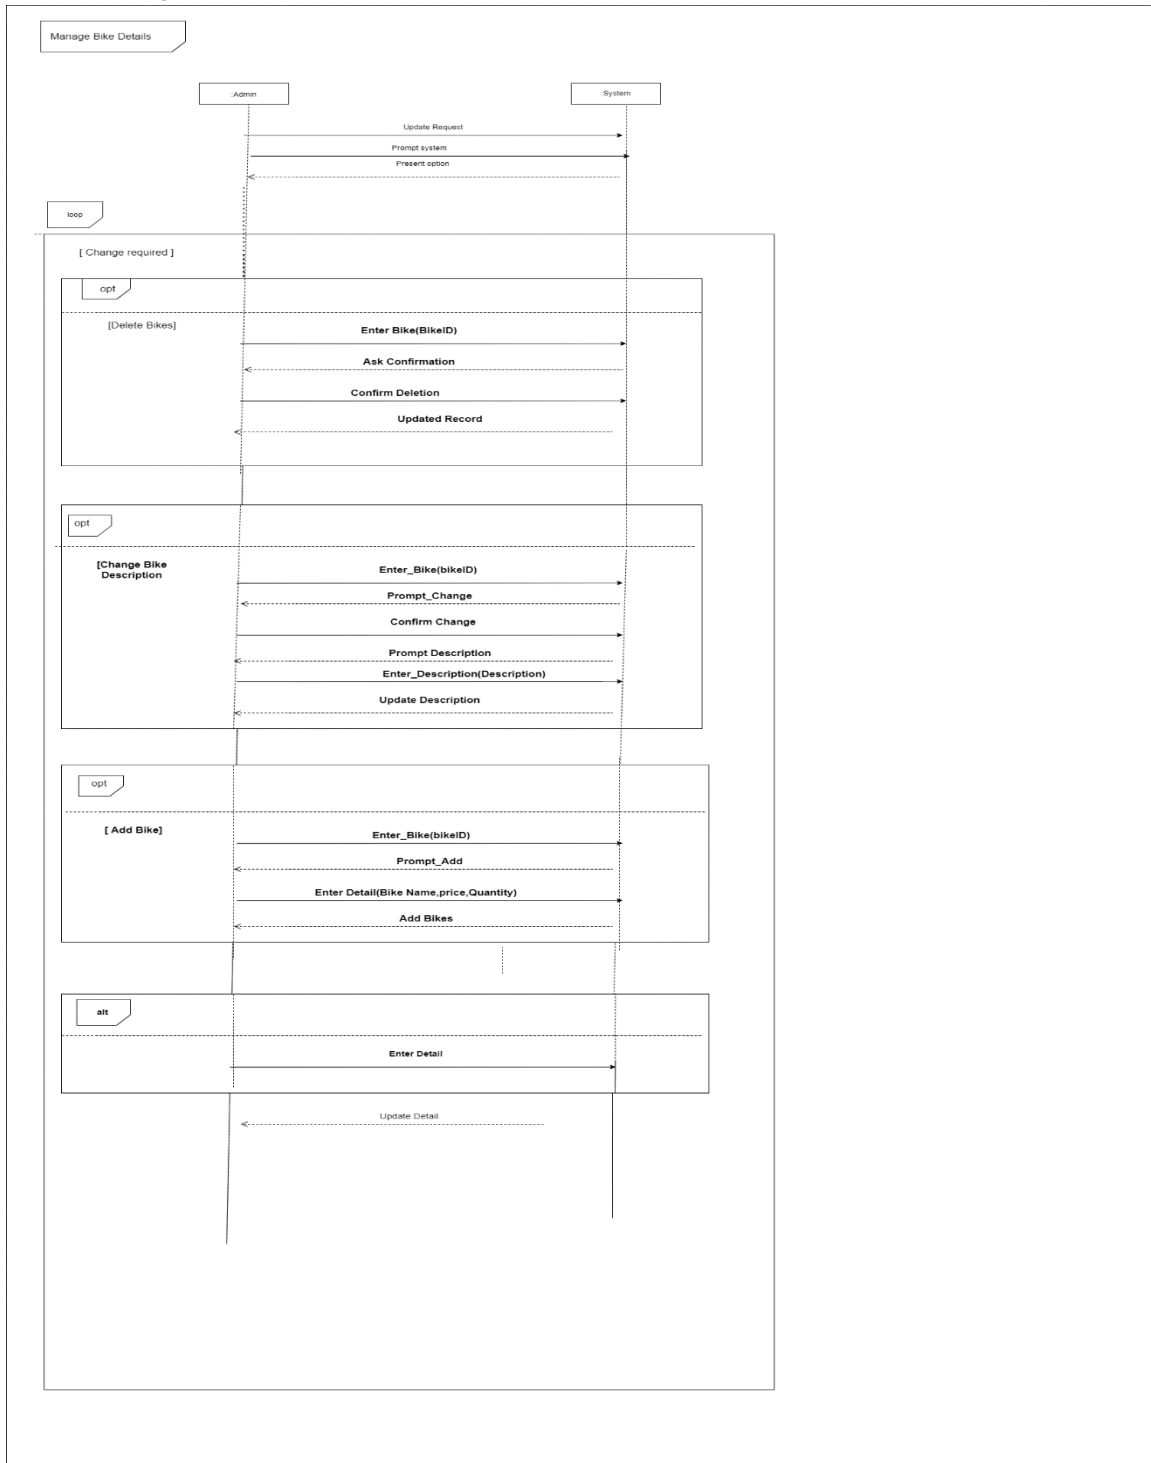 Manage Bike Details
:Admin
:System
Update Request
Prompt system
Present option
loop
[ Change required ]
opt
[Delete Bikes]
Enter Bike(BikeID)
Ask Confirmation
Confirm Deletion
Updated Record
opt
[Change Bike
Description
Enter_Bike(bikeID)
Prompt_Change
Confirm Change
Prompt Description
Enter_Description(Description)
Update Description
opt
[ Add Bike]
Enter_Bike(bikeID)
Prompt_Add
Enter Detail(Bike Name,price,Quantity)
Add Bikes
alt
Enter Detail
Update Detail